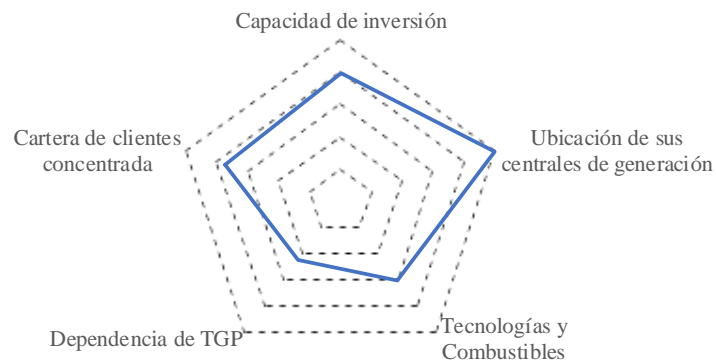 Capacidad de inversión
Cartera de clientes
concentrada
Ubicación de sus
centrales de generación
Dependencia de TGP
Tecnologías y
Combustibles